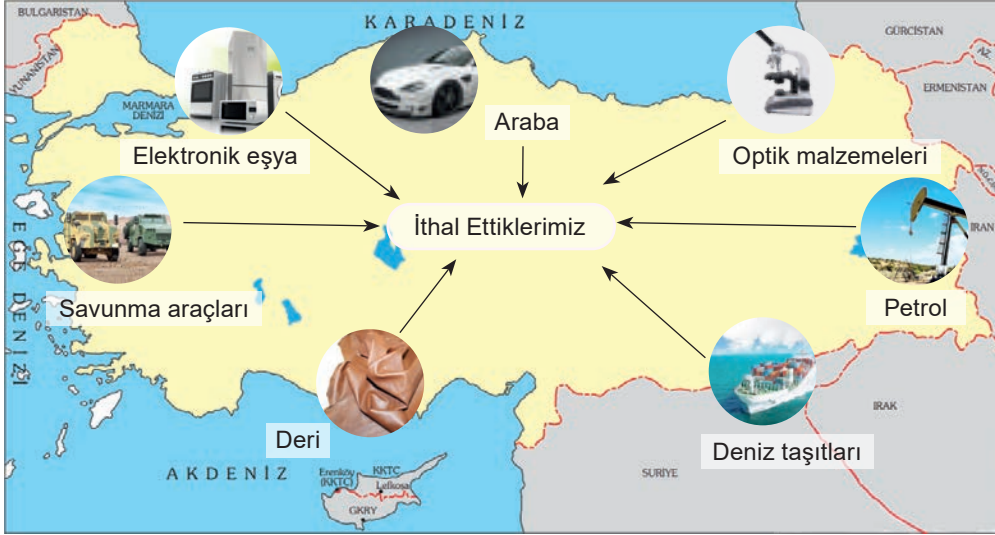 BULGARİSTAN
KARADENİZ
GÜRCİSTAN
AZ.
YUNANİSTAN
ERMENİSTAN
MARMARA
DENİZİ
Araba
Elektronik eşya
Optik malzemeleri
İthal Ettiklerimiz
İRAN
EGE DENİZİ
Savunma araçları
Petrol
Deri
Deniz taşıtları
IRAK
SURİYE
AKDENİZ
Erenköy
(KKTC)
KKTC
Lefkoşa
GKRY